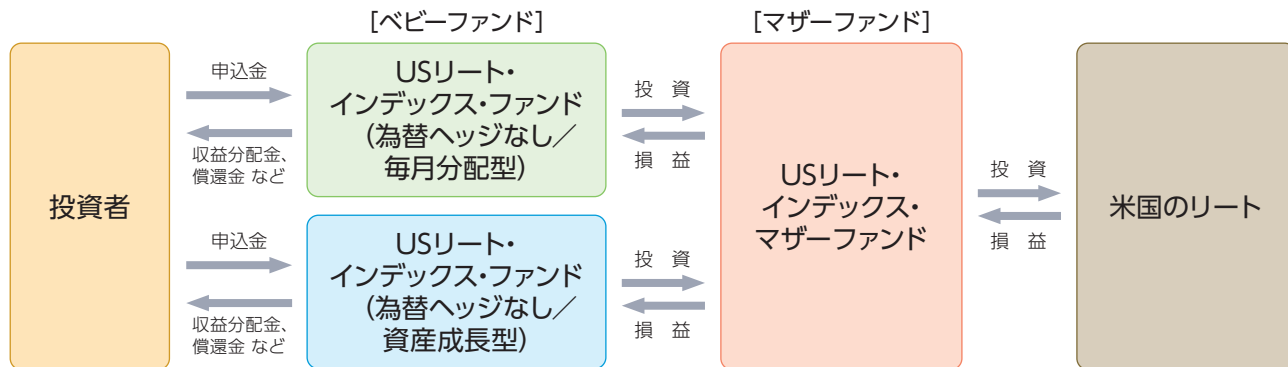 [ベビーファンド]
[マザーファンド]
投資者
申込金
収益分配金、
償還金 など
USリート・
インデックス・ファンド
（為替ヘッジなし／
毎月分配型）
投 資
損 益
申込金
収益分配金、
償還金 など
USリート・
インデックス・ファンド
（為替ヘッジなし／
資産成長型）
投 資
損 益
USリート・
インデックス・
マザーファンド
投 資
損 益
米国のリート